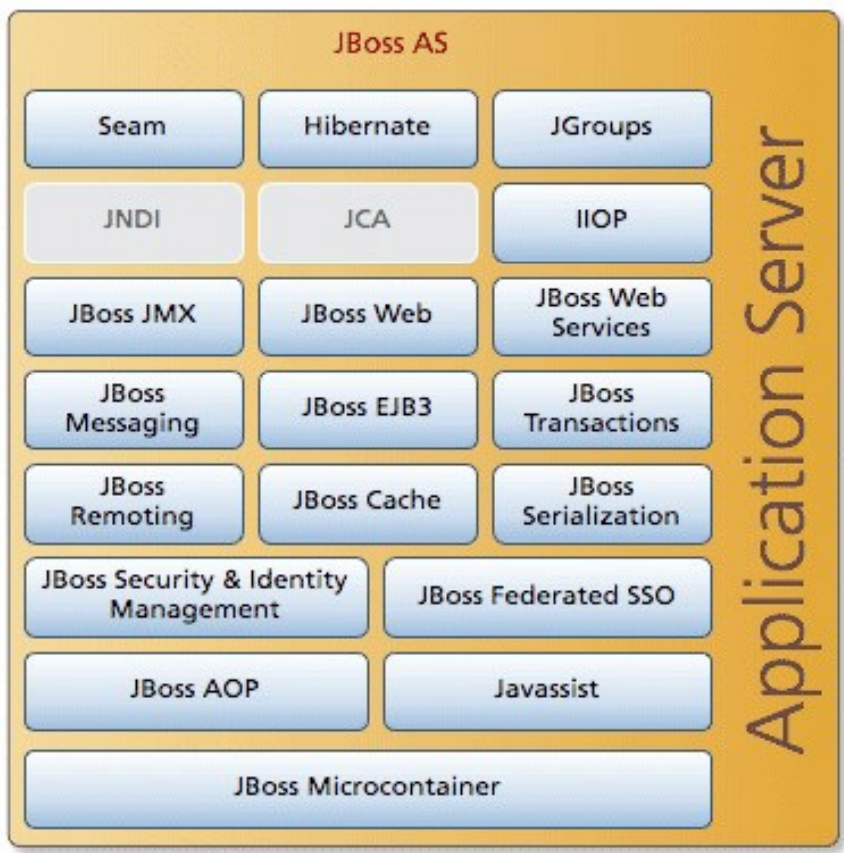 JBoss AS
Seam
Hibernate
JGroups
JNDI
JCA
IIOP
JBoss JMX
JBoss Web
JBoss Web
Services
JBoss
Messaging
JBoss EJB3
JBoss
Transactions
JBoss
Remoting
JBoss Cache
JBoss
Serialization
JBoss Security & Identity
Management
JBoss Federated SSO
JBoss AOP
Javassist
JBoss Microcontainer
Application Server